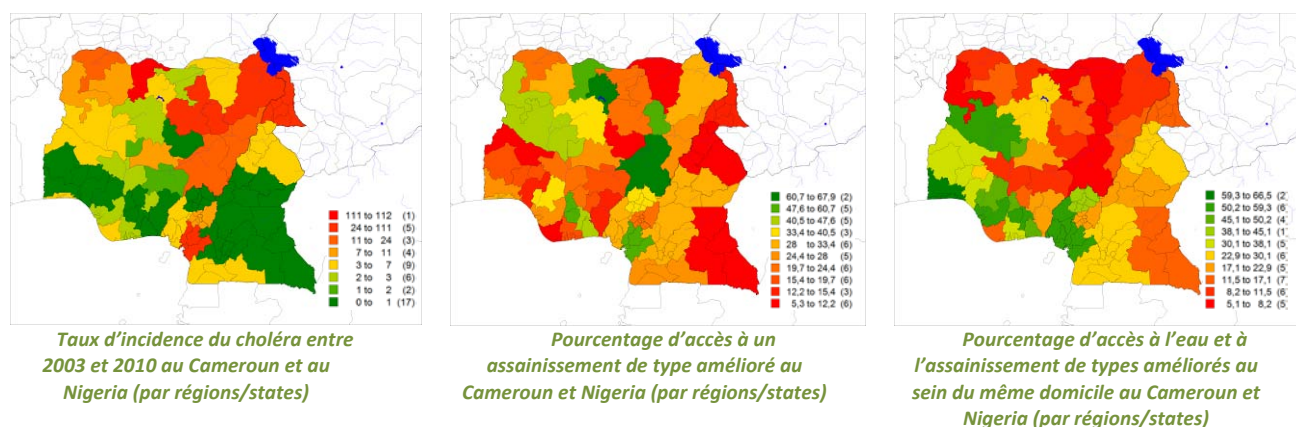 111 to 112 (1)
24 to 111 (5)
11 to 24 (3)
7 to 11 (4)
3 to 7 (9)
2 to 3 (6)
1 to 2 (2)
0 to 1 (17)
Taux d'incidence du choléra entre
2003 et 2010 au Cameroun et au
Nigeria (par régions/states)
60,7 to 67,9 (2)
47,6 to 60,7 (5)
40,5 to 47,6 (5)
33,4 to 40,5 (3)
28 to 33,4 (6)
24,4 to 28 (5)
19,7 to 24,4 (6)
15,4 to 19,7 (6)
12,2 to 15,4 (3)
5,3 to 12,2 (6)
Pourcentage d'accès à un
assainissement de type amélioré au
Cameroun et Nigeria (par régions/states)
59,3 to 66,5 (2
50,2 to 59,3 (6
45,1 to 50,2 (4
38,1 to 45,1 (1
30,1 to 38,1 (5
22,9 to 30,1 (6
17,1 to 22,9 (5
11,5 to 17,1 (7
8,2 to 11,5 (6
5,1 to 8,2 (5
Pourcentage d'accès à l'eau et à
l'assainissement de types améliorés au
sein du même domicile au Cameroun et
Nigeria (par régions/states)